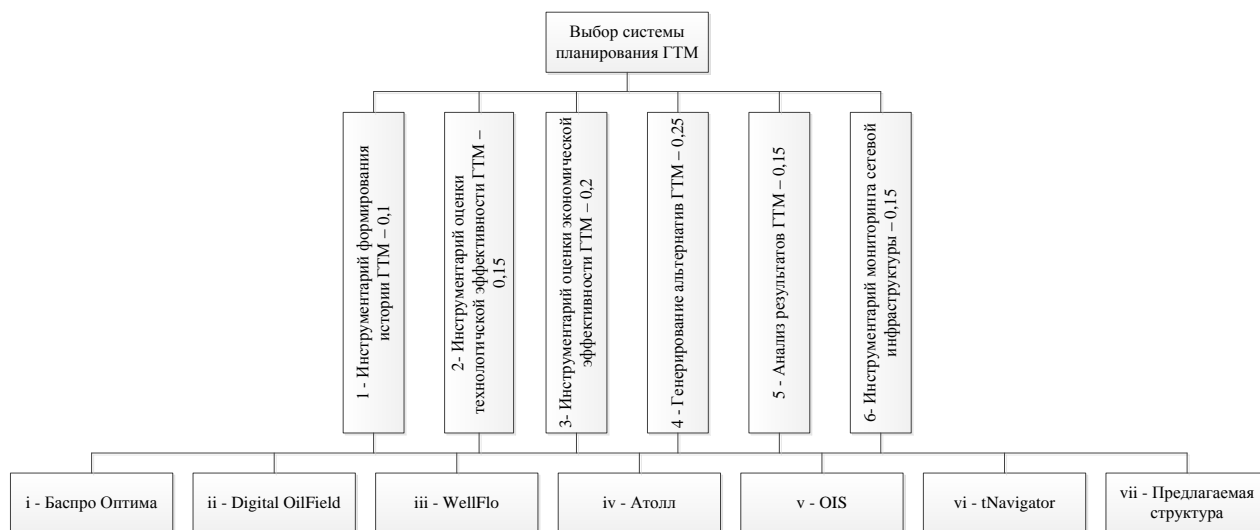 Выбор системы
планирования ГТМ
1 - Инструментарий формирования
истории ГТМ – 0,1
2- Инструментарий оценки
технологичской эффективности ГТМ –
0,15
3- Инструментарий оценки экономической
эффективности ГТМ – 0,2
4 - Генерирование альтернатив ГТМ – 0,25
5 - Анализ результатов ГТМ – 0,15
6- Инструментарий мониторинга сетевой
инфраструктуры – 0,15
i - Баспро Оптима
ii - Digital OilField
iii - WellFlo
iv - Атолл
v - OIS
vi - tNavigator
vii - Предлагаемая
структура